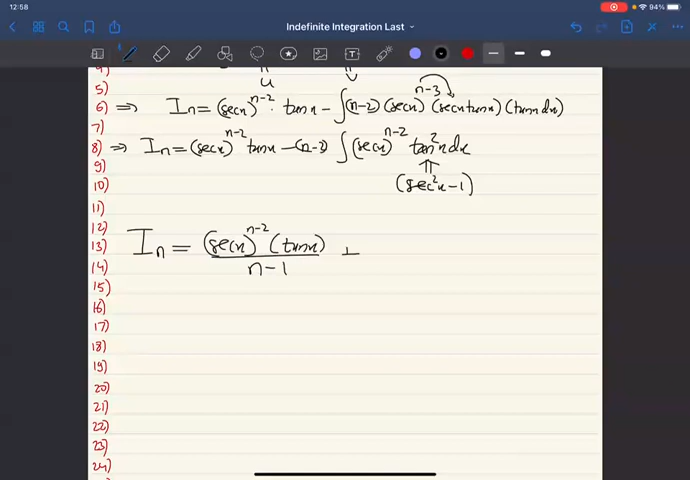 12:58
94%
Indefinite Integration Last
4)
u
5)
6) ⇒ Iₙ = (secx)ⁿ⁻² · tanx − ∫(n−2)(secx)ⁿ⁻³ (secx tanx)(tanx dx)
7)
8) ⇒ Iₙ = (secx)ⁿ⁻² tanx − (n−2) ∫(secx)ⁿ⁻² tan²x dx
9)
10) (sec²x − 1)
11)
12)
13) Iₙ = (secx)ⁿ⁻² (tanx) +
14) n−1
15)
16)
17)
18)
19)
20)
21)
22)
23)
24)